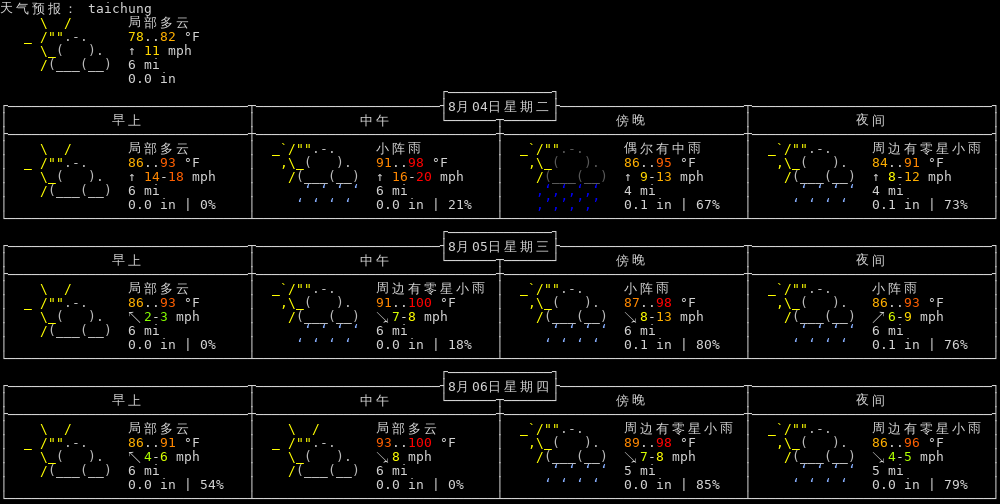 天气预报： taichung
局部多云
78..82 °F
↑ 11 mph
6 mi
0.0 in
8月04日星期二
早上 中午 傍晚 夜间
局部多云 小阵雨 偶尔有中雨 周边有零星小雨
86..93 °F 91..98 °F 86..95 °F 84..91 °F
↑ 14-18 mph ↑ 16-20 mph ↑ 9-13 mph ↑ 8-12 mph
6 mi 6 mi 4 mi 4 mi
0.0 in | 0% 0.0 in | 21% 0.1 in | 67% 0.1 in | 73%
8月05日星期三
早上 中午 傍晚 夜间
局部多云 周边有零星小雨 小阵雨 小阵雨
86..93 °F 91..100 °F 87..98 °F 86..93 °F
↖ 2-3 mph ↘ 7-8 mph ↘ 8-13 mph ↗ 6-9 mph
6 mi 6 mi 6 mi 6 mi
0.0 in | 0% 0.0 in | 18% 0.1 in | 80% 0.1 in | 76%
8月06日星期四
早上 中午 傍晚 夜间
局部多云 局部多云 周边有零星小雨 周边有零星小雨
86..91 °F 93..100 °F 89..98 °F 86..96 °F
↖ 4-6 mph ↘ 8 mph ↘ 7-8 mph ↘ 4-5 mph
6 mi 6 mi 5 mi 5 mi
0.0 in | 54% 0.0 in | 0% 0.0 in | 85% 0.0 in | 79%